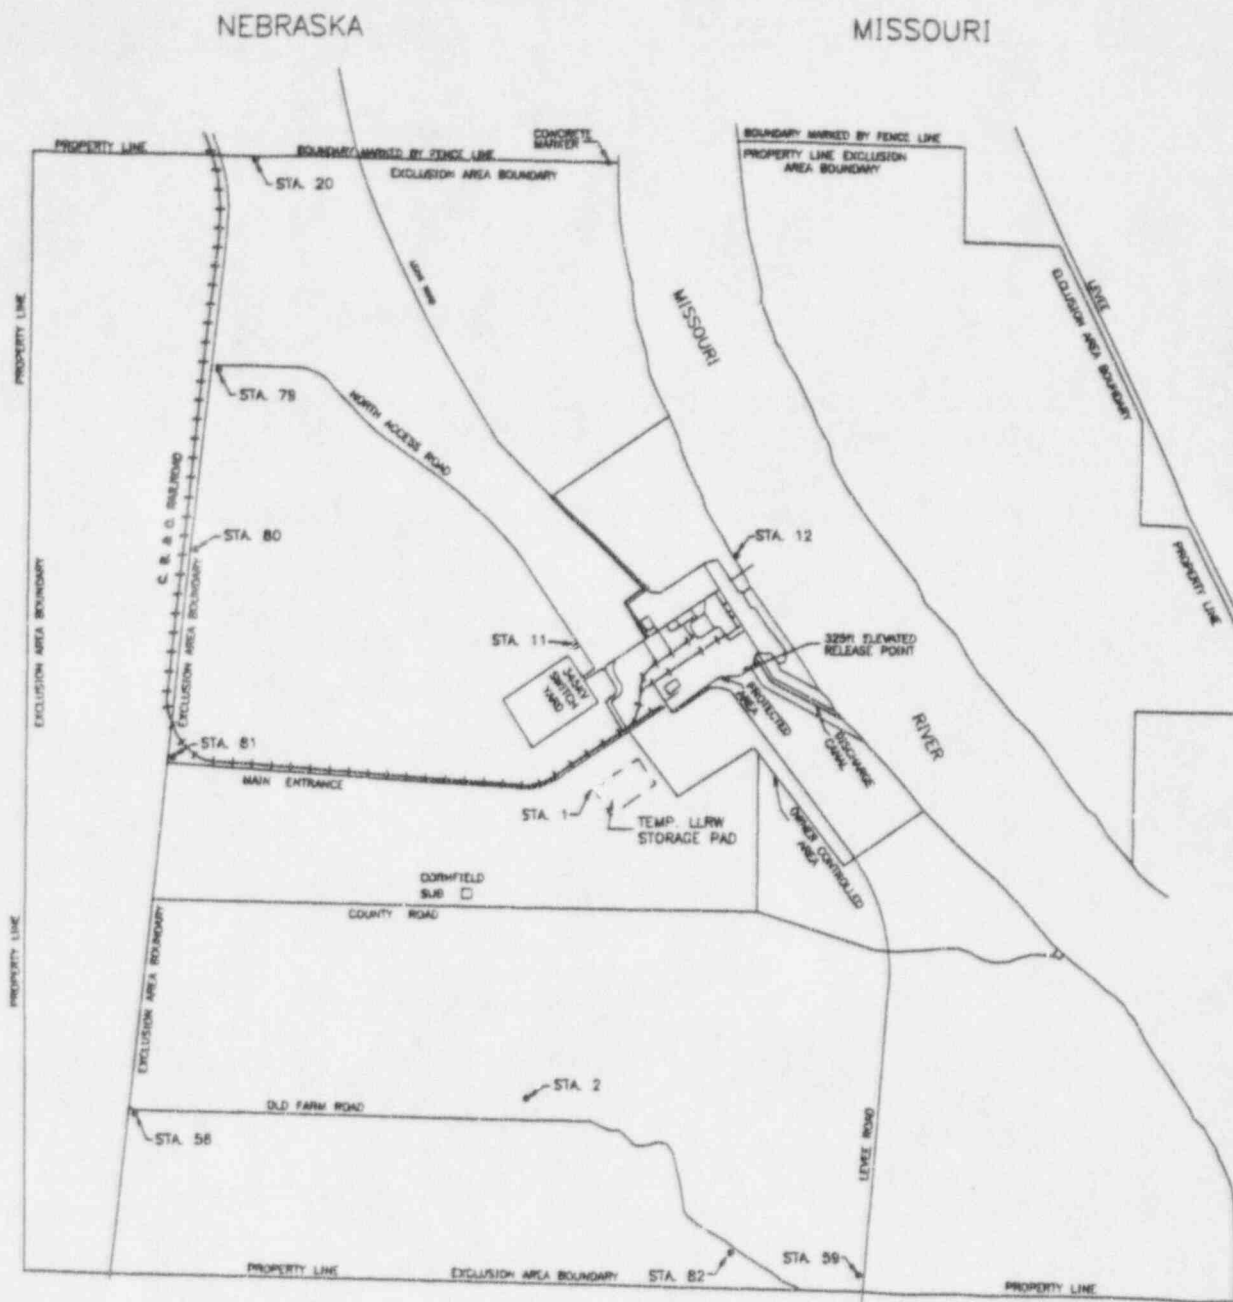 NEBRASKA
MISSOURI
PROPERTY LINE
BOUNDARY MARKED BY FENCE LINE
EXCLUSION AREA BOUNDARY
CONCRETE
MARKER
BOUNDARY MARKED BY FENCE LINE
PROPERTY LINE EXCLUSION
AREA BOUNDARY
STA. 20
LEVEE
EXCLUSION AREA BOUNDARY
PROPERTY LINE
MISSOURI
STA. 79
NORTH ACCESS ROAD
C. B. & Q. RAILROAD
STA. 80
EXCLUSION AREA BOUNDARY
EXCLUSION AREA BOUNDARY
STA. 12
PROPERTY LINE
STA. 11
345KV
SWITCH
YARD
325ft ELEVATED
RELEASE POINT
PROTECTED
AREA
DISCHARGE
CANAL
RIVER
STA. 81
MAIN ENTRANCE
STA. 1
TEMP. LLRW
STORAGE PAD
OWNER CONTROLLED
AREA
CORNFIELD
SUB
COUNTY ROAD
PROPERTY LINE
EXCLUSION AREA BOUNDARY
STA. 2
OLD FARM ROAD
STA. 58
LEVEE ROAD
STA. 59
STA. 82
PROPERTY LINE
EXCLUSION AREA BOUNDARY
PROPERTY LINE